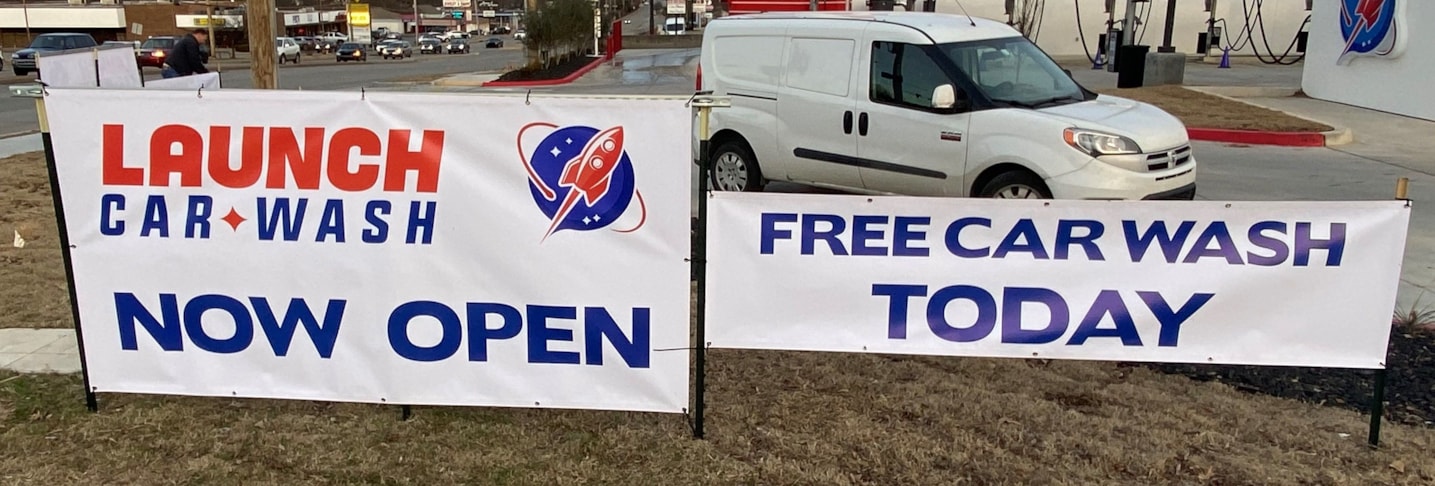 LAUNCH
CAR WASH
NOW OPEN
FREE CAR WASH
TODAY